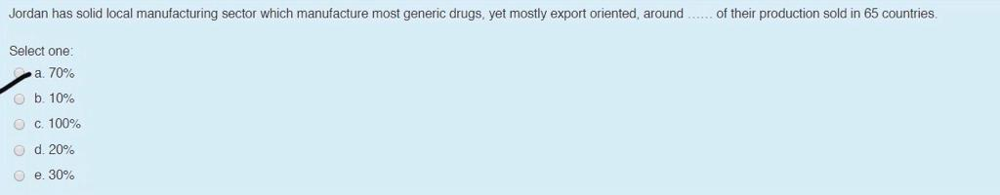 Jordan has solid local manufacturing sector which manufacture most generic drugs, yet mostly export oriented, around ...... of their production sold in 65 countries.
Select one:
a. 70%
b. 10%
c. 100%
d. 20%
e. 30%